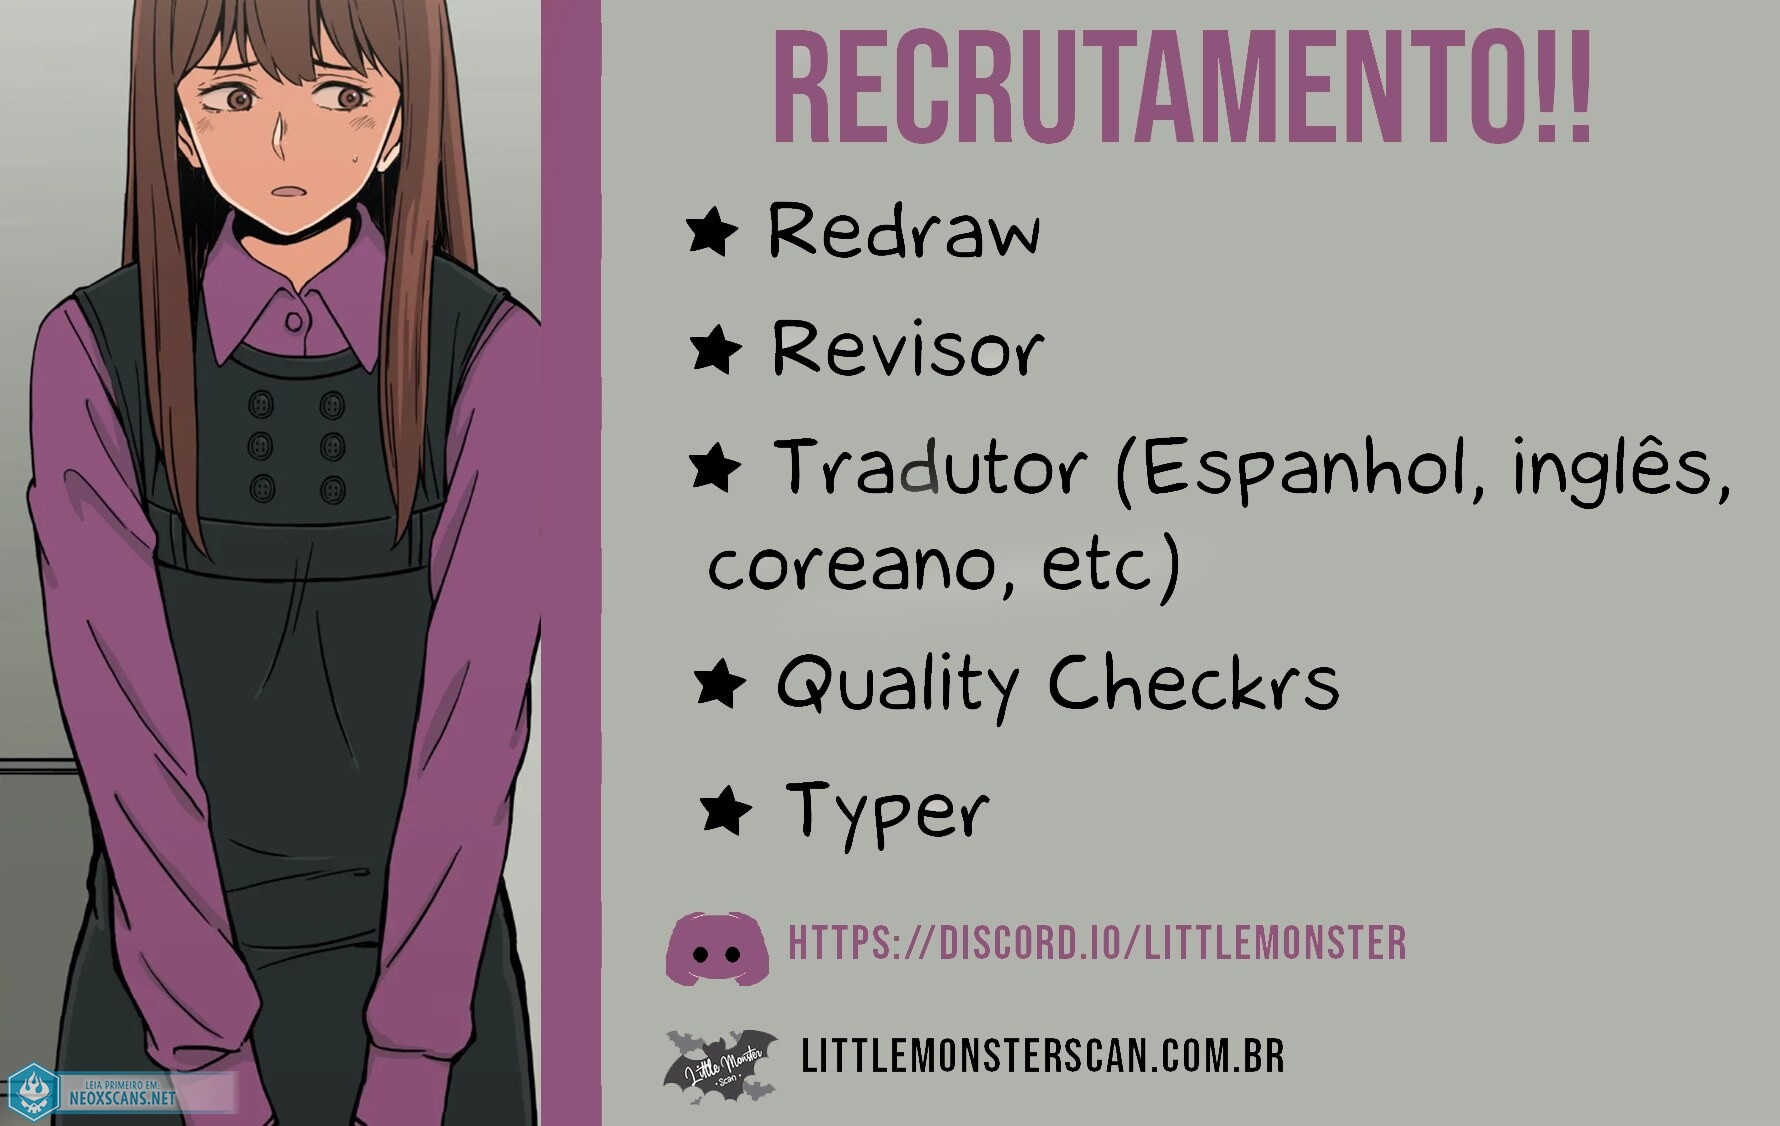 RECRUTAMENTO!!
★ Redraw
★ Revisor
★ Tradutor (Espanhol, inglês,
coreano, etc)
★ Quality Checkrs
★ Typer
HTTPS://DISCORD.IO/LITTLEMONSTER
Little Monster
Scan
LITTLEMONSTERSCAN.COM.BR
LEIA PRIMEIRO EM:
NEOXSCANS.NET